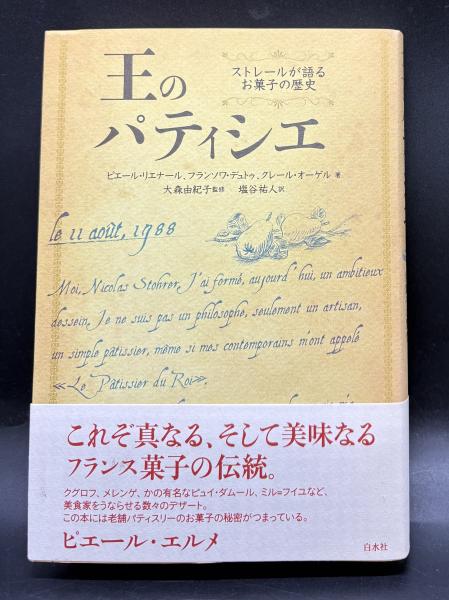 王の
パティシエ
ストレールが語る
お菓子の歴史
ピエール・リエナール、フランソワ・デュトゥ、クレール・オーゲル 著
大森由紀子 監修　塩谷祐人 訳
le 11 août, 1988
Moi, Nicolas Stohrer, J'ai formé, aujourd'hui, un ambitieux
dessein, Je ne suis pas un philosophe, seulement un artisan,
un simple pâtissier, même si mes contemporains m'ont appelé
≪Le Pâtissier du Roi≫.
これぞ真なる、そして美味なる
フランス菓子の伝統。
クグロフ、メレンゲ、かの有名なピュイ・ダムール、ミル=フイユなど、
美食家をうならせる数々のデザート。
この本には老舗パティスリーのお菓子の秘密がつまっている。
ピエール・エルメ
白水社